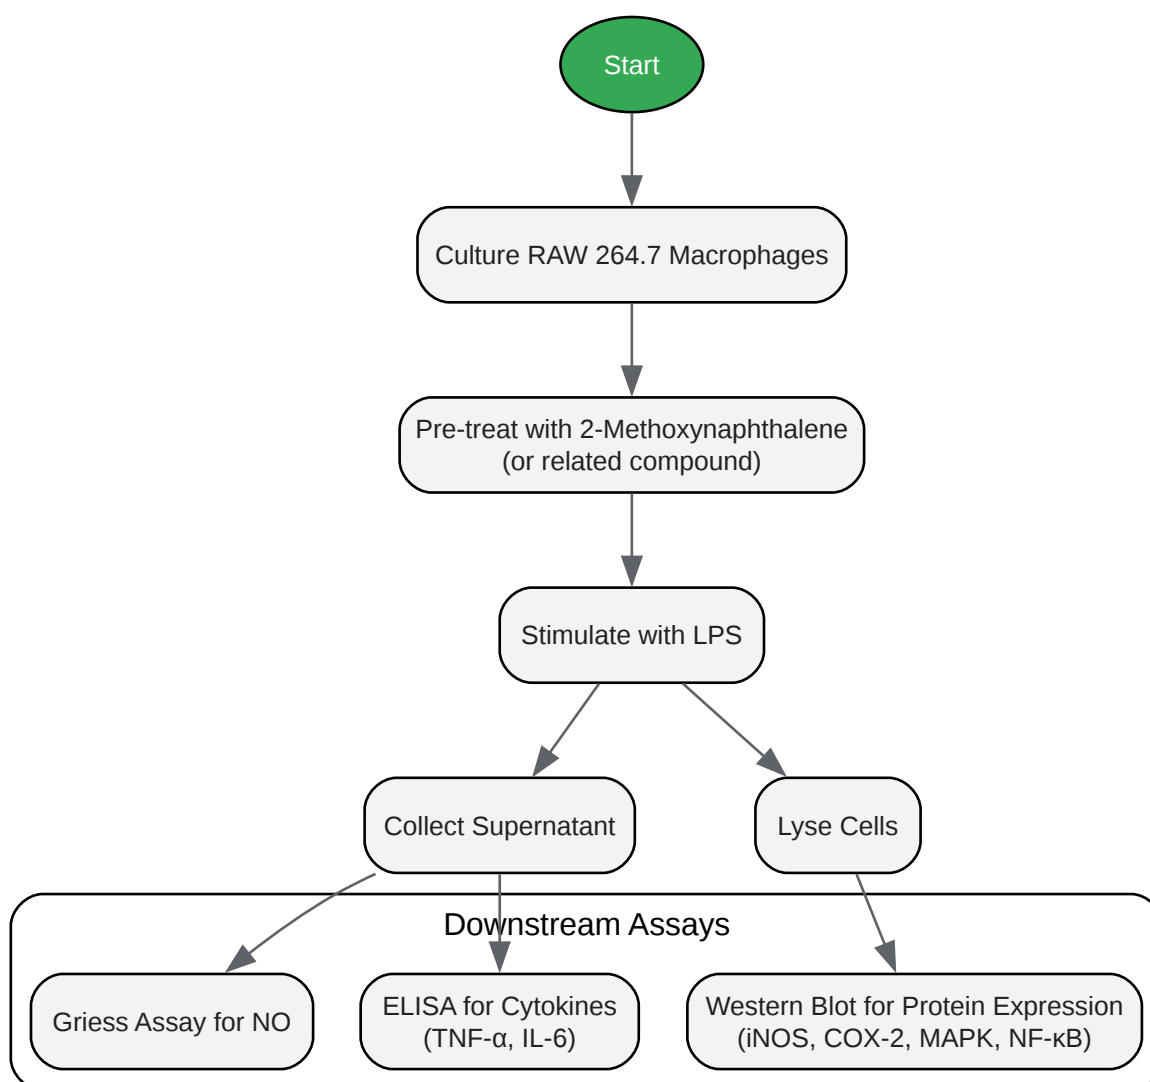 Start
Culture RAW 264.7 Macrophages
Pre-treat with 2-Methoxynaphthalene
(or related compound)
Stimulate with LPS
Collect Supernatant
Lyse Cells
Downstream Assays
Griess Assay for NO
ELISA for Cytokines
(TNF-α, IL-6)
Western Blot for Protein Expression
(iNOS, COX-2, MAPK, NF-κB)